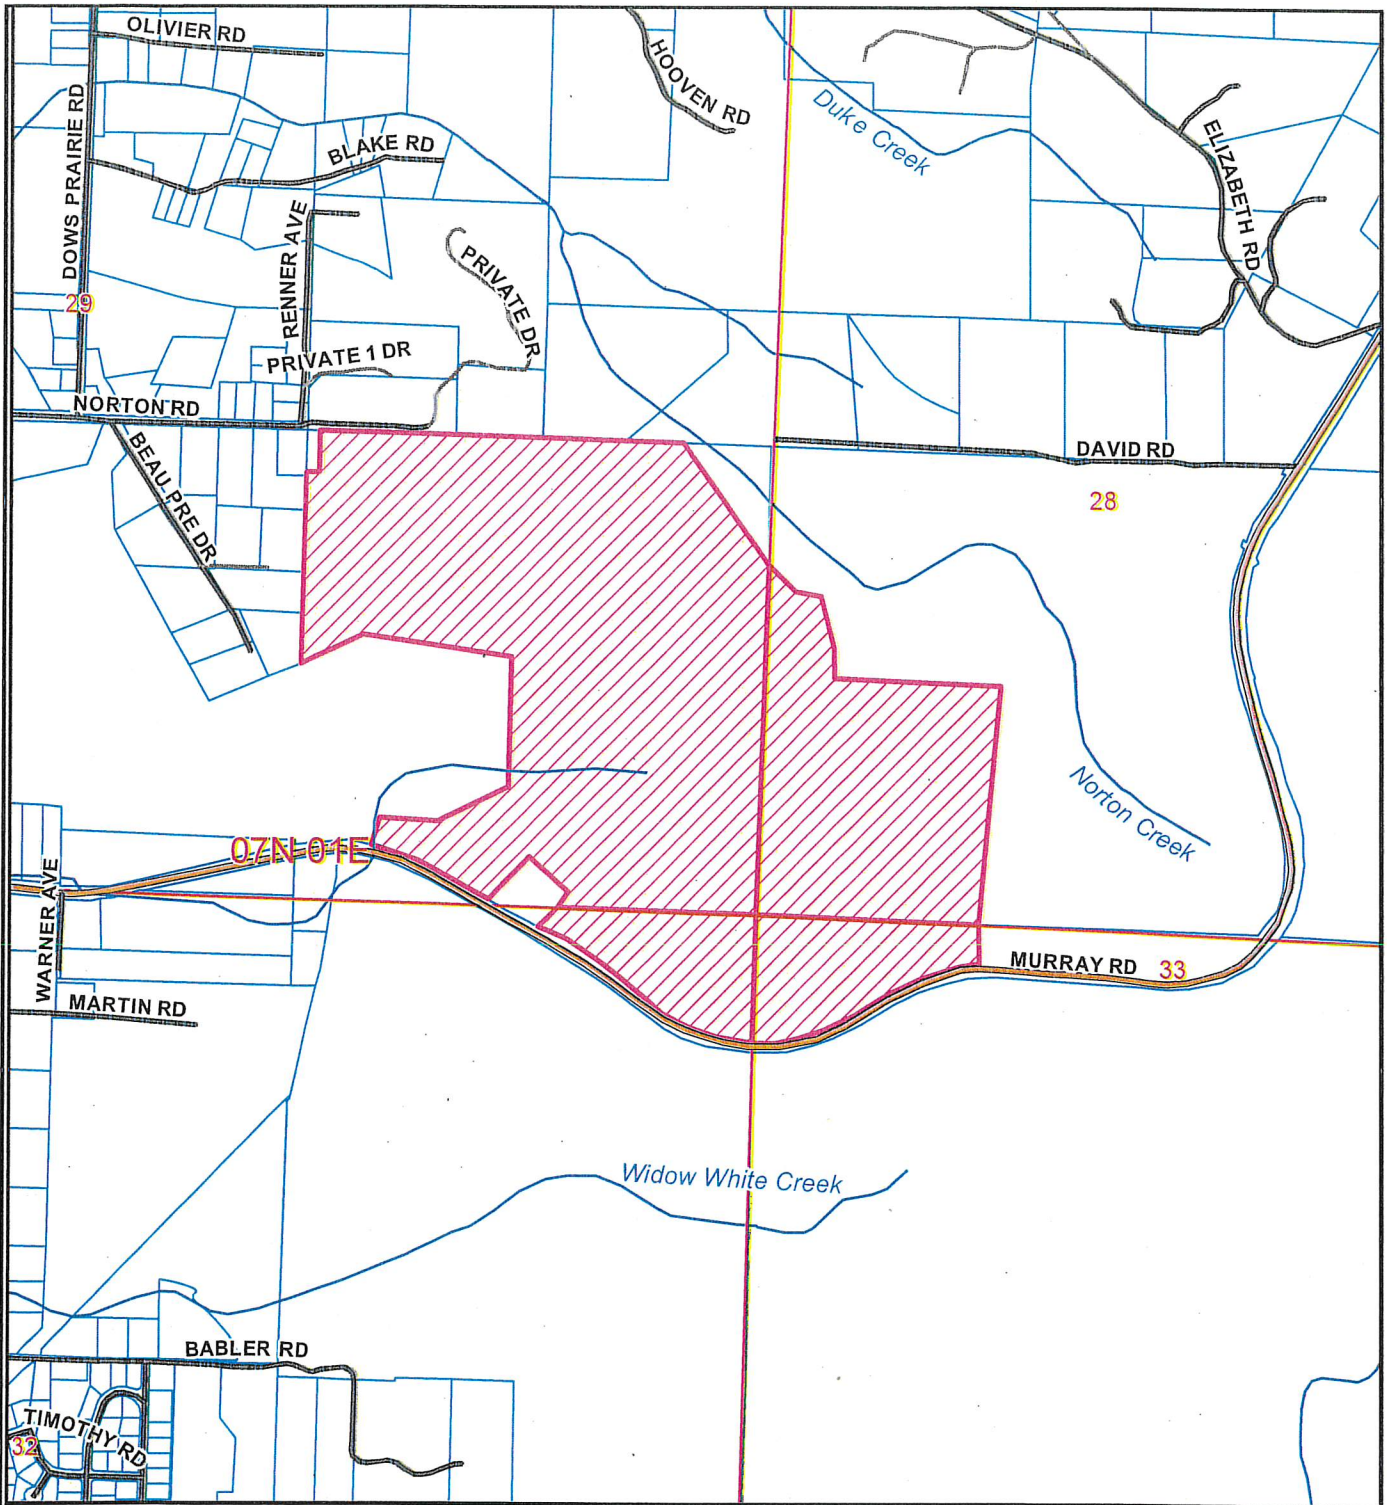 OLIVIER RD
HOOVEN RD
DOWS PRAIRIE RD
Duke Creek
BLAKE RD
ELIZABETH RD
RENNER AVE
PRIVATE DR
29
PRIVATE 1 DR
NORTON RD
DAVID RD
BEAU PRE DR
28
Norton Creek
07N 01E
WARNER AVE
MURRAY RD
33
MARTIN RD
Widow White Creek
BABLER RD
TIMOTHY RD
32